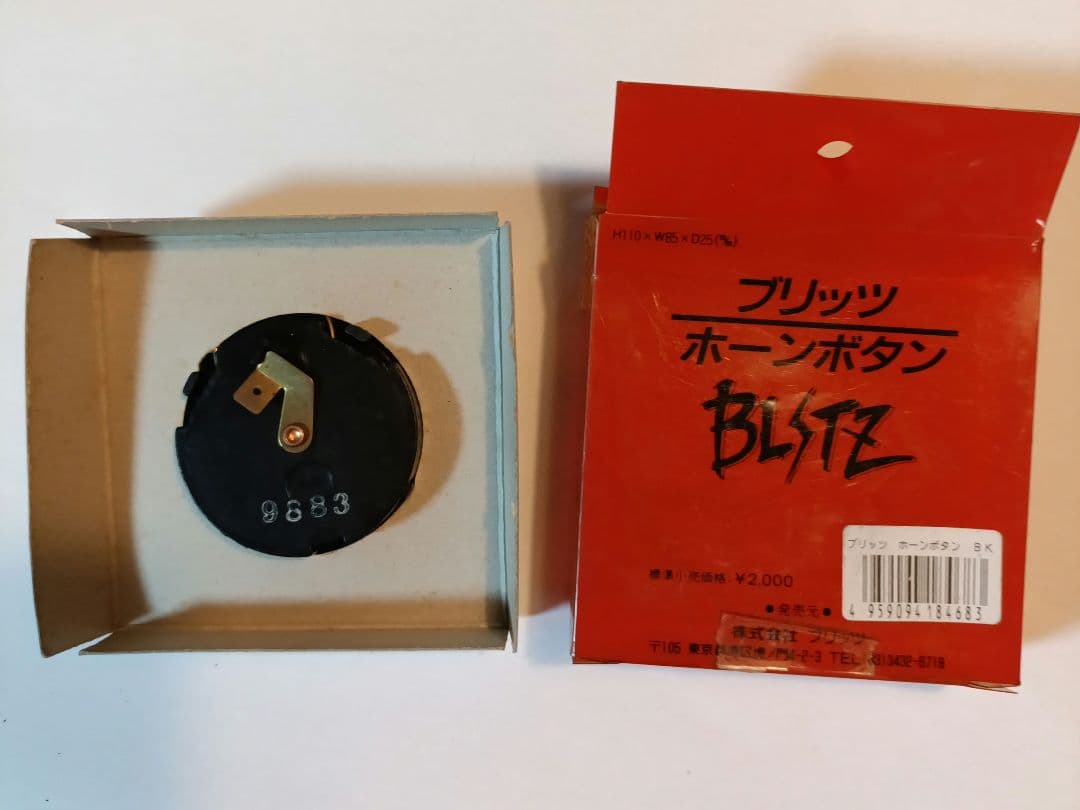 9683
H110×W85×D25(㎜)
ブリッツ
ホーンボタン
BLITZ
ブリッツ ホーンボタン BK
4 959094 184683
標準小売価格:¥2,000
●発売元●
株式会社 ブリッツ
〒105 東京都港区虎ノ門4-2-3 TEL (03)3432-6719